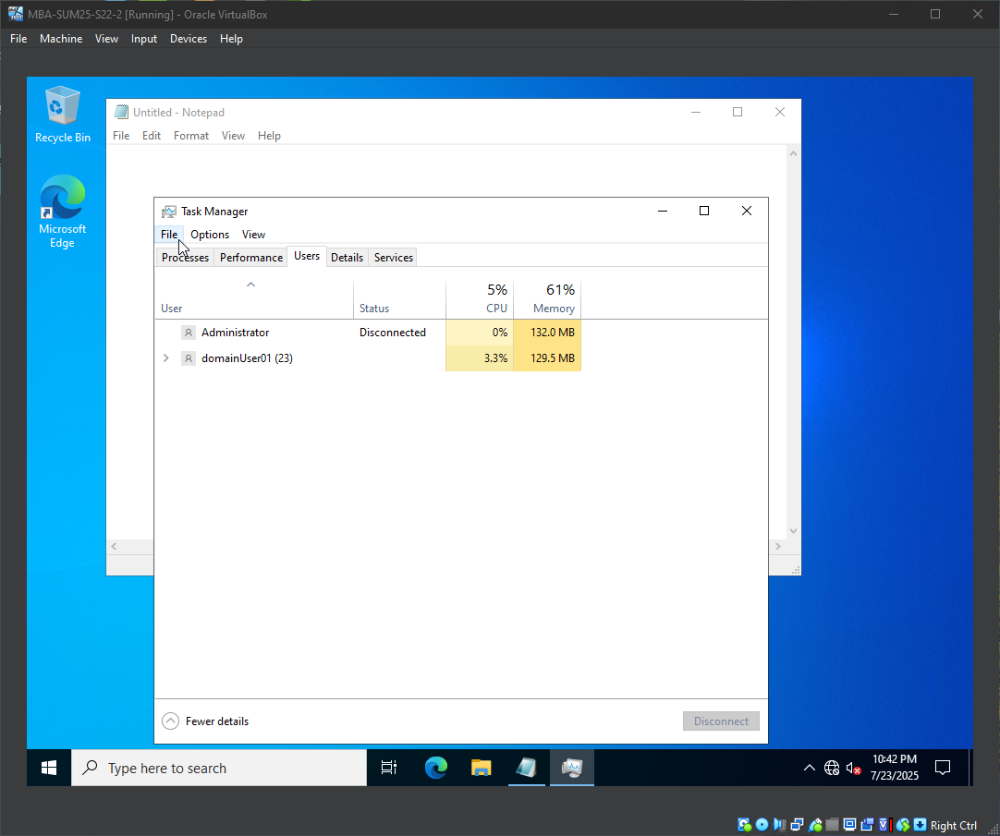 MBA-SUM25-S22-2 [Running] - Oracle VirtualBox
File Machine View Input Devices Help
Recycle Bin
Microsoft
Edge
Untitled - Notepad
File Edit Format View Help
Task Manager
File Options View
Processes Performance Users Details Services
5% 61%
User Status CPU Memory
Administrator Disconnected 0% 132.0 MB
domainUser01 (23) 3.3% 129.5 MB
Fewer details Disconnect
Type here to search
10:42 PM
7/23/2025
Right Ctrl